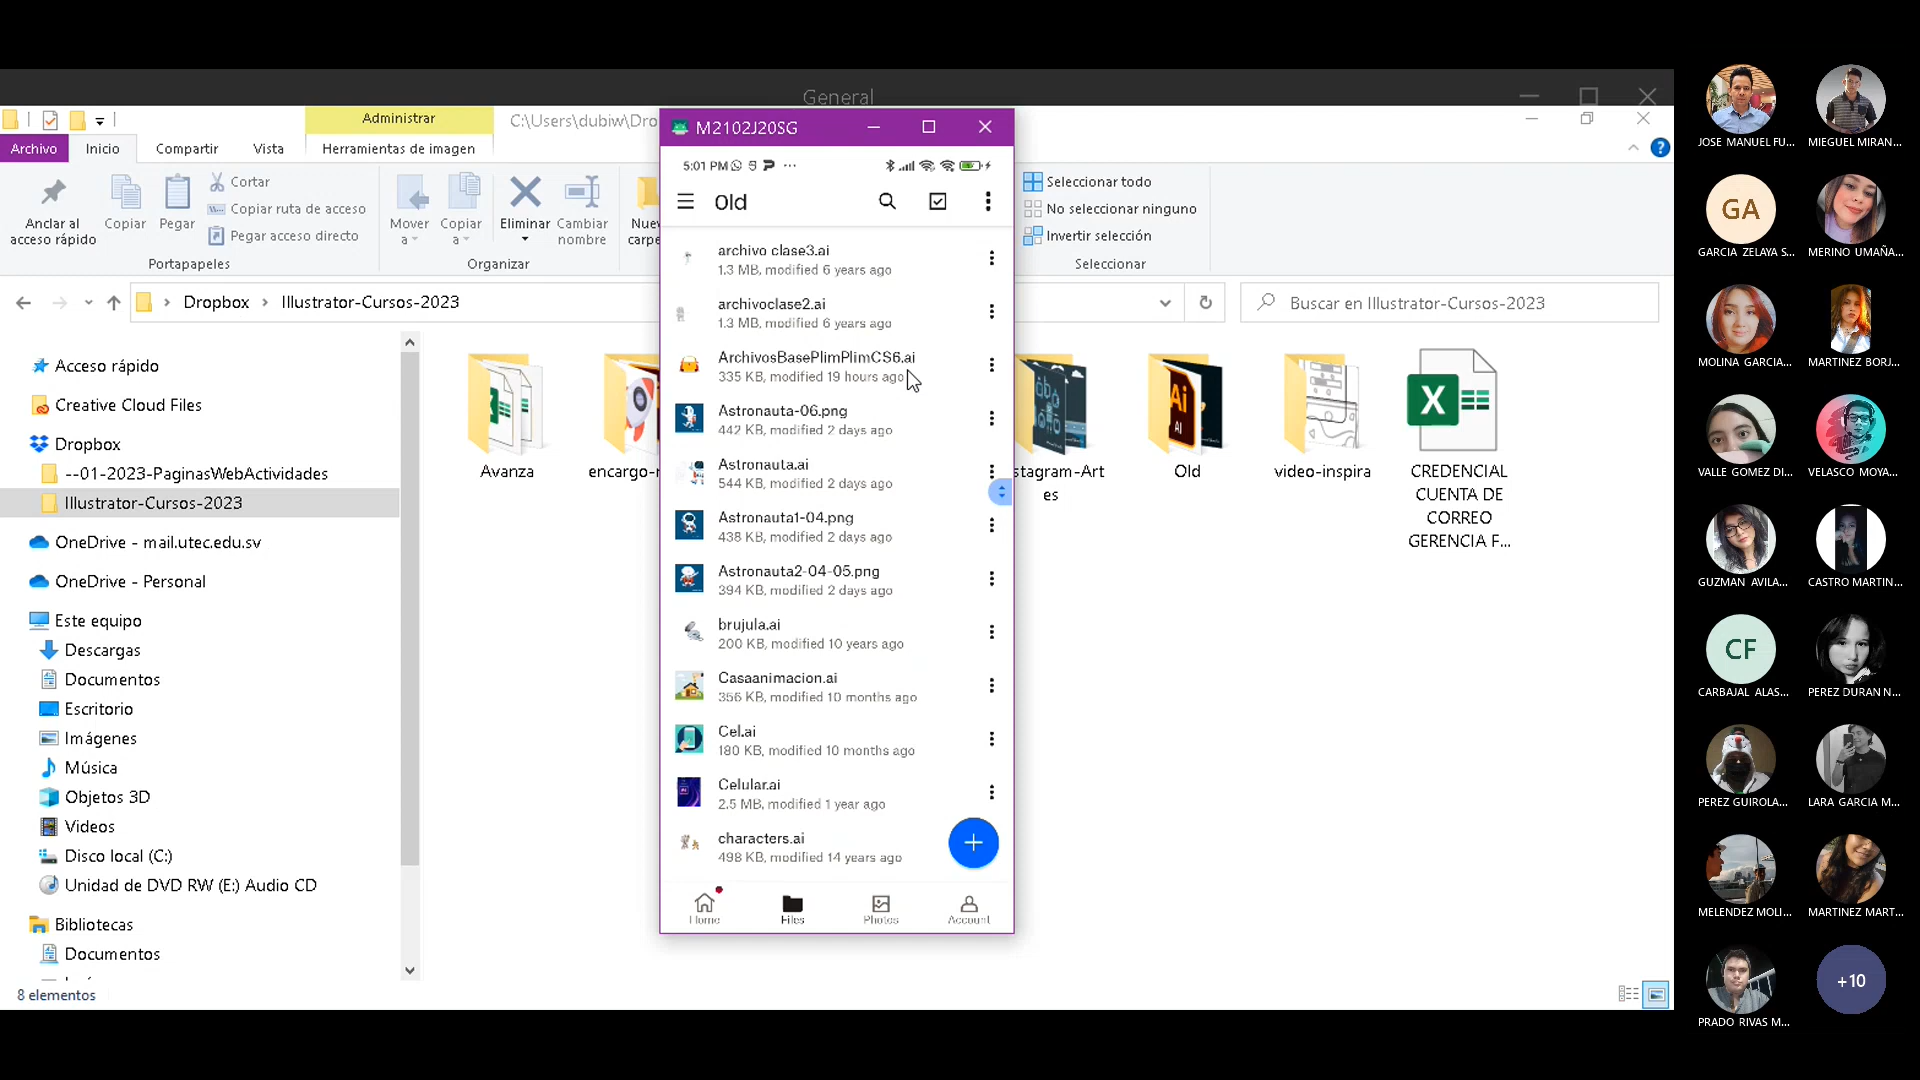 General
Administrar
C:\Users\dubiw\Dro
Archivo
Inicio
Compartir
Vista
Herramientas de imagen
Anclar al
acceso rápido
Copiar
Pegar
Cortar
Copiar ruta de acceso
Pegar acceso directo
Portapapeles
Mover
a
Copiar
a
Eliminar
Cambiar
nombre
Organizar
Seleccionar todo
No seleccionar ninguno
Invertir selección
Seleccionar
Dropbox
Illustrator-Cursos-2023
Buscar en Illustrator-Cursos-2023
Acceso rápido
Creative Cloud Files
Dropbox
--01-2023-PaginasWebActividades
Illustrator-Cursos-2023
OneDrive - mail.utec.edu.sv
OneDrive - Personal
Este equipo
Descargas
Documentos
Escritorio
Imágenes
Música
Objetos 3D
Videos
Disco local (C:)
Unidad de DVD RW (E:) Audio CD
Bibliotecas
Documentos
8 elementos
Avanza
Old
video-inspira
CREDENCIAL
CUENTA DE
CORREO
GERENCIA F...
M2102J20SG
5:01 PM
Old
archivo clase3.ai
1.3 MB, modified 6 years ago
archivoclase2.ai
1.3 MB, modified 6 years ago
ArchivosBasePlimPlimCS6.ai
335 KB, modified 19 hours ago
Astronauta-06.png
442 KB, modified 2 days ago
Astronauta.ai
544 KB, modified 2 days ago
Astronauta1-04.png
438 KB, modified 2 days ago
Astronauta2-04-05.png
394 KB, modified 2 days ago
brujula.ai
200 KB, modified 10 years ago
Casaanimacion.ai
356 KB, modified 10 months ago
Cel.ai
180 KB, modified 10 months ago
Celular.ai
2.5 MB, modified 1 year ago
characters.ai
498 KB, modified 14 years ago
Home
Files
Photos
Account
JOSE MANUEL FU...
MIEGUEL MIRAN...
GA
GARCIA ZELAYA S...
MERINO UMAÑA...
MOLINA GARCIA...
MARTINEZ BORJ...
VALLE GOMEZ DI...
VELASCO MOYA...
GUZMAN AVILA...
CASTRO MARTIN...
CF
CARBAJAL ALAS...
PEREZ DURAN N...
PEREZ GUIROLA...
LARA GARCIA M...
MELENDEZ MOLI...
MARTINEZ MART...
PRADO RIVAS M...
+10